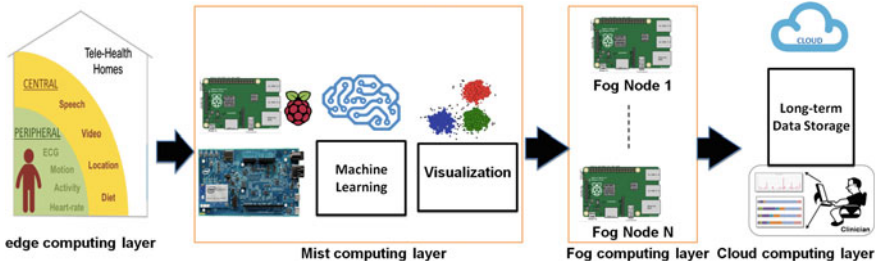 Tele-Health
Homes
CENTRAL
Speech
Video
Location
Diet
PERIPHERAL
ECG
Motion
Activity
Heart-rate
edge computing layer
Machine
Learning
Visualization
Mist computing layer
Fog Node 1
Fog Node N
Fog computing layer
CLOUD
Long-term
Data Storage
Clinician
Cloud computing layer